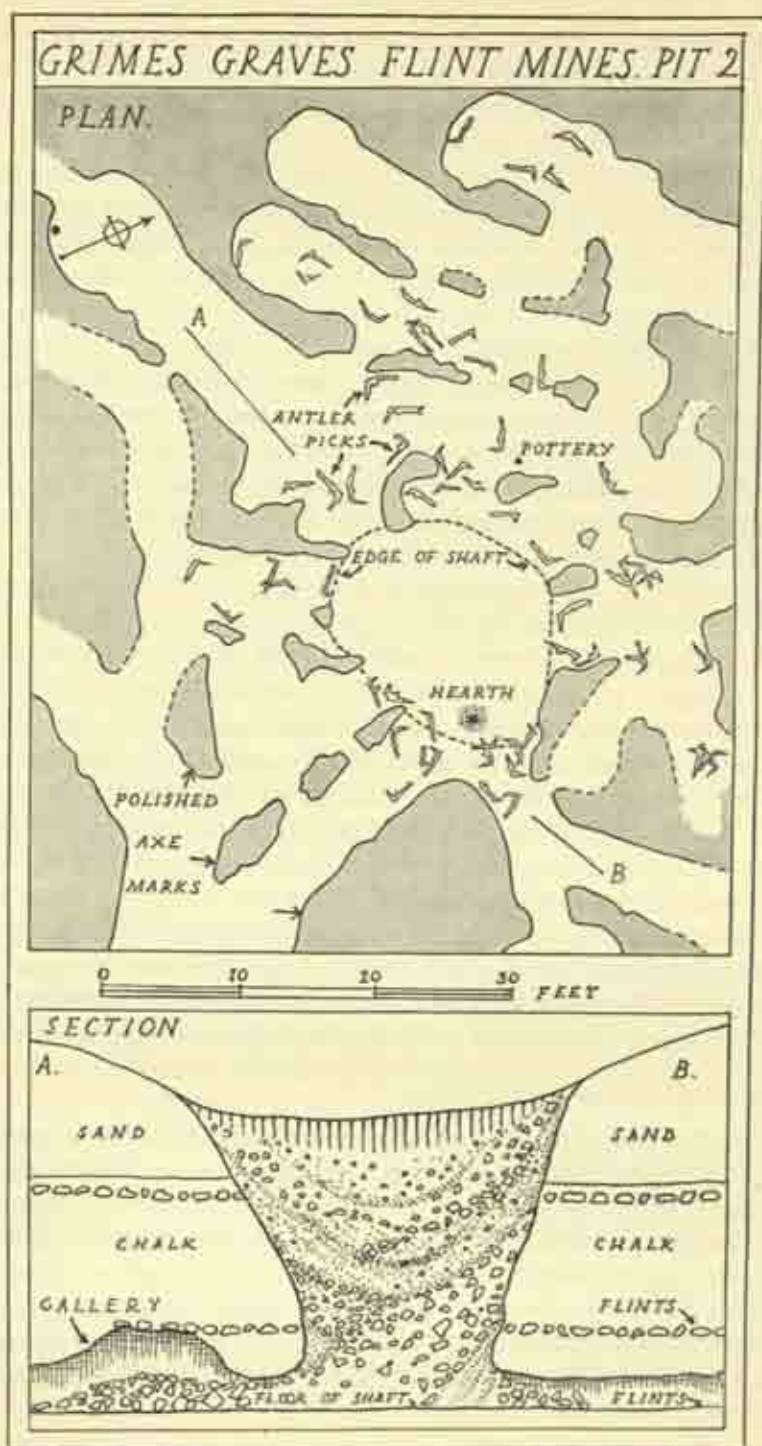 GRIMES GRAVES FLINT MINES. PIT 2
PLAN.
A
ANTLER
PICKS
POTTERY
EDGE OF SHAFT
HEARTH
POLISHED
AXE
MARKS
B
0 10 20 30
FEET
SECTION
A. B.
SAND SAND
CHALK CHALK
GALLERY FLINTS
FLOOR OF SHAFT FLINTS